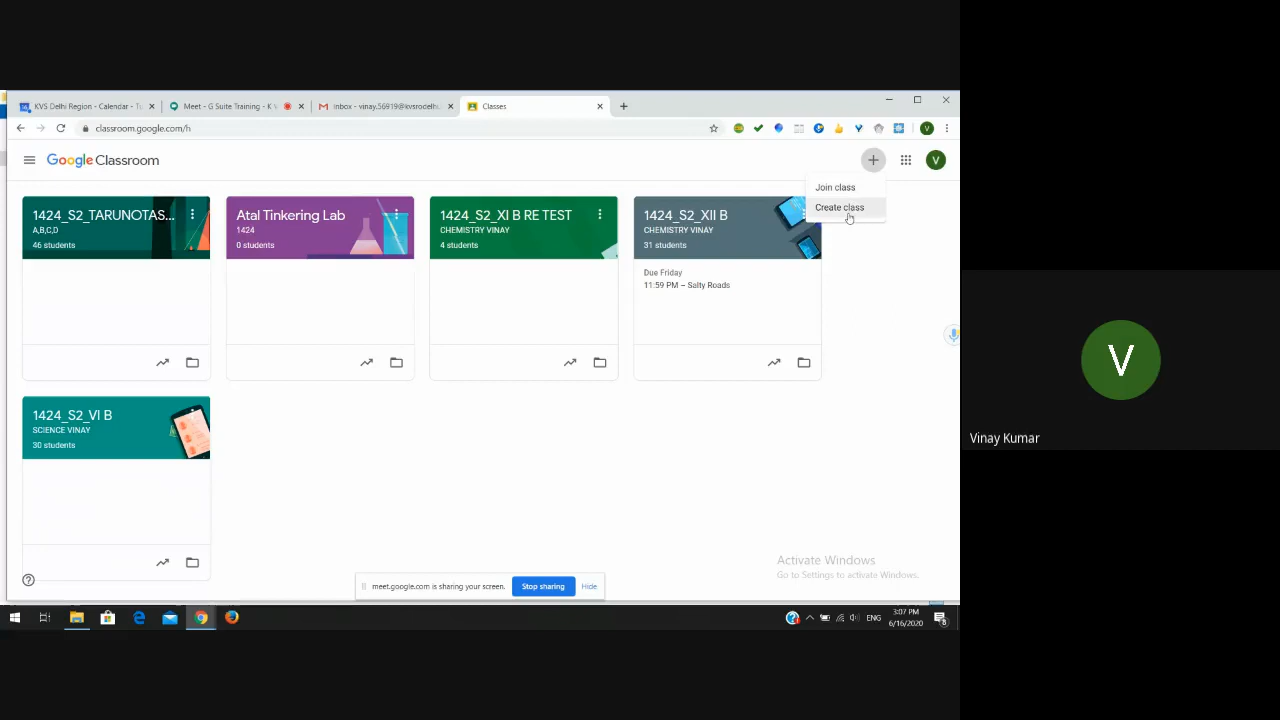 KVS Delhi Region - Calendar - Tu
Meet - G Suite Training - K V
Inbox - vinay.56919@kvsrodelhi.
Classes
classroom.google.com/h
V
Google Classroom
V
Join class
Create class
1424_S2_TARUNOTAS...
A,B,C,D
46 students
Atal Tinkering Lab
1424
0 students
1424_S2_XI B RE TEST
CHEMISTRY VINAY
4 students
1424_S2_XII B
CHEMISTRY VINAY
31 students
Due Friday
11:59 PM – Salty Roads
1424_S2_VI B
SCIENCE VINAY
30 students
V
Vinay Kumar
Activate Windows
Go to Settings to activate Windows.
meet.google.com is sharing your screen.
Stop sharing
Hide
ENG
3:07 PM
6/16/2020